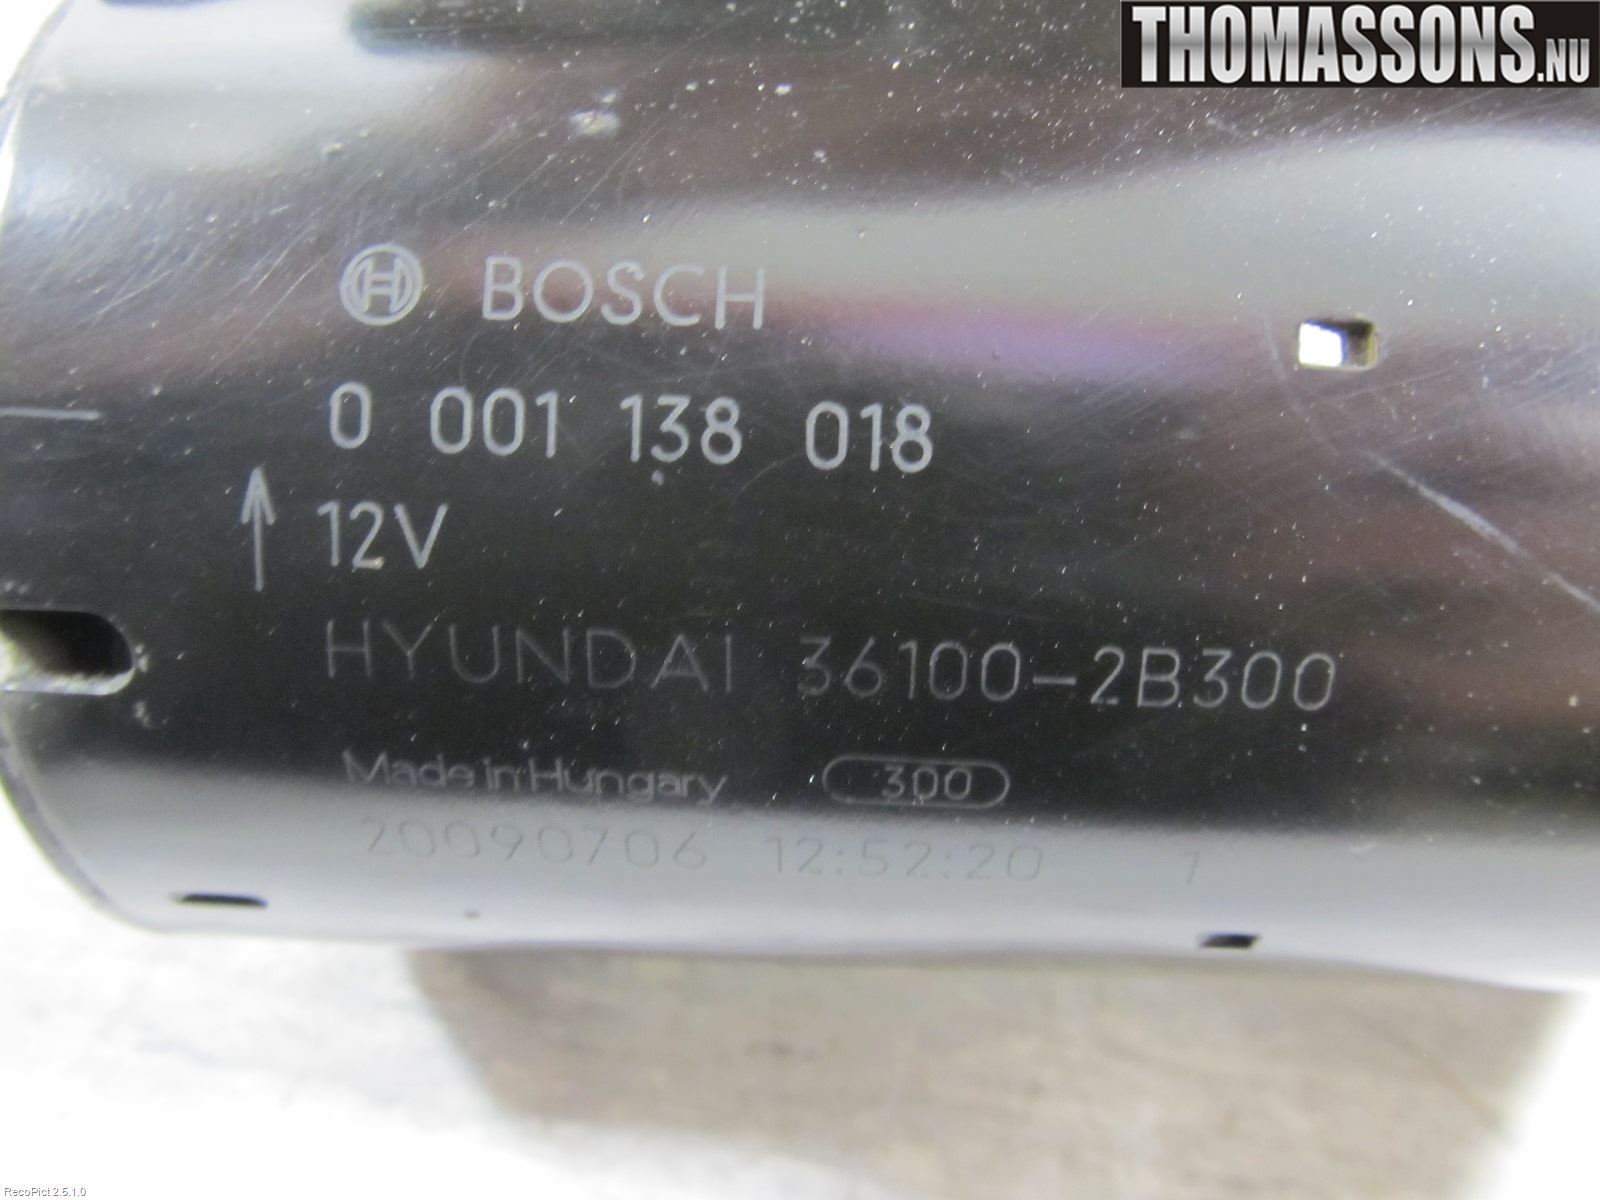 THOMASSONS.NU
BOSCH
0 001 138 018
12V
HYUNDAI 36100-2B300
Made in Hungary 300
20090706 12:52:20 1
RecoPict 2.5.1.0